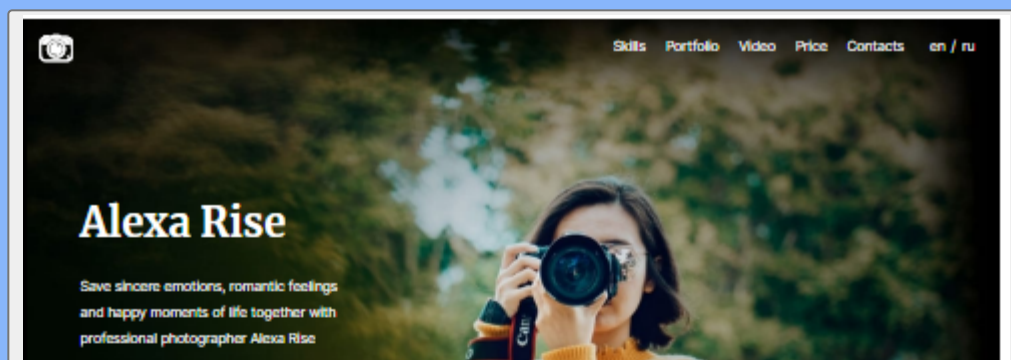 Skills Portfolio Video Price Contacts en / ru
Alexa Rise
Save sincere emotions, romantic feelings
and happy moments of life together with
professional photographer Alexa Rise
Can